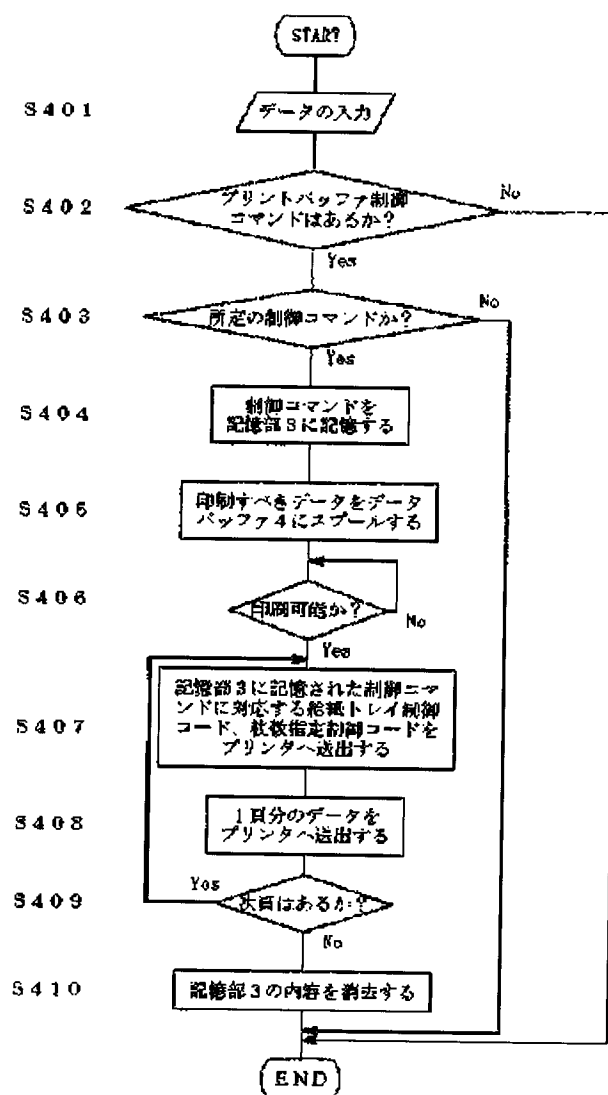 START
S401
データの入力
S402
プリントバッファ制御
コマンドはあるか?
No
Yes
S403
所定の制御コマンドか?
No
Yes
S404
制御コマンドを
記憶部3に記憶する
S405
印刷すべきデータをデータ
バッファ4にスプールする
S406
印刷可能か?
No
Yes
S407
記憶部3に記憶された制御コマ
ンドに対応する給紙トレイ制御
コード、枚数指定制御コードを
プリンタへ送出する
S408
1頁分のデータを
プリンタへ送出する
Yes
S409
次頁はあるか?
No
S410
記憶部3の内容を消去する
END